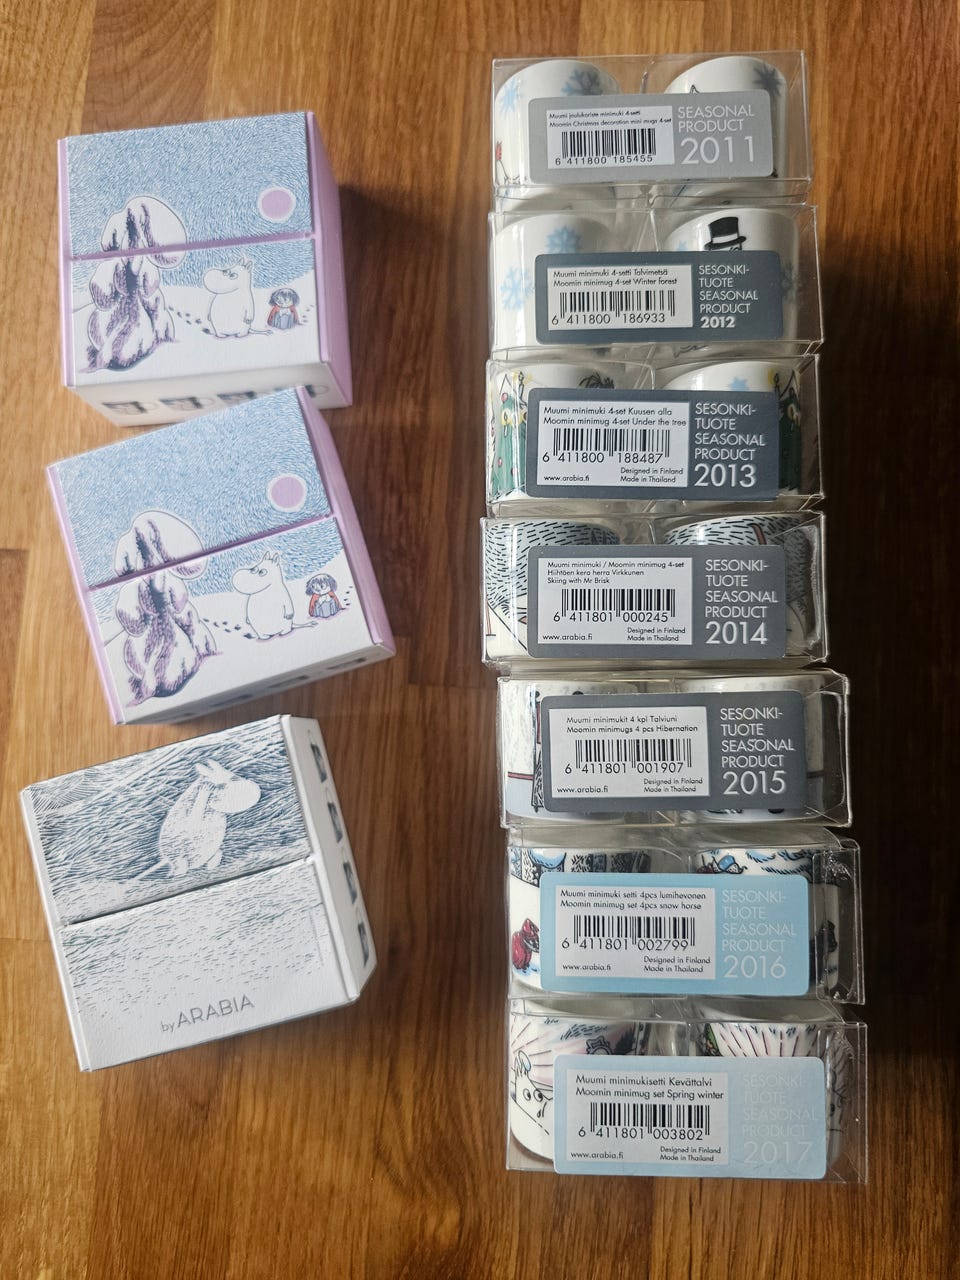 by ARABIA
Muumi joulukoriste minimuki 4-setti
Moomin Christmas decoration mini mugs 4-set
6 411800 185455
SEASONAL
PRODUCT
2011
Muumi minimuki 4-setti Talvimetsä
Moomin minimug 4-set Winter forest
6 411800 186933
SESONKI-
TUOTE
SEASONAL
PRODUCT
2012
Muumi minimuki 4-set Kuusen alla
Moomin minimug 4-set Under the tree
6 411800 188487
Designed in Finland
www.arabia.fi Made in Thailand
SESONKI-
TUOTE
SEASONAL
PRODUCT
2013
Muumi minimuki / Moomin minimug 4-set
Hiihtäen kera herra Virkkunen
Skiing with Mr Brisk
6 411801 000245
Designed in Finland
www.arabia.fi Made in Thailand
SESONKI-
TUOTE
SEASONAL
PRODUCT
2014
Muumi minimukit 4 kpl Talviuni
Moomin minimugs 4 pcs Hibernation
6 411801 001907
Designed in Finland
www.arabia.fi Made in Thailand
SESONKI-
TUOTE
SEASONAL
PRODUCT
2015
Muumi minimuki setti 4pcs lumihevonen
Moomin minimug set 4pcs snow horse
6 411801 002799
Designed in Finland
www.arabia.fi Made in Thailand
SESONKI-
TUOTE
SEASONAL
PRODUCT
2016
Muumi minimukisetti Kevättalvi
Moomin minimug set Spring winter
6 411801 003802
Designed in Finland
www.arabia.fi Made in Thailand
SESONKI-
TUOTE
SEASONAL
PRODUCT
2017